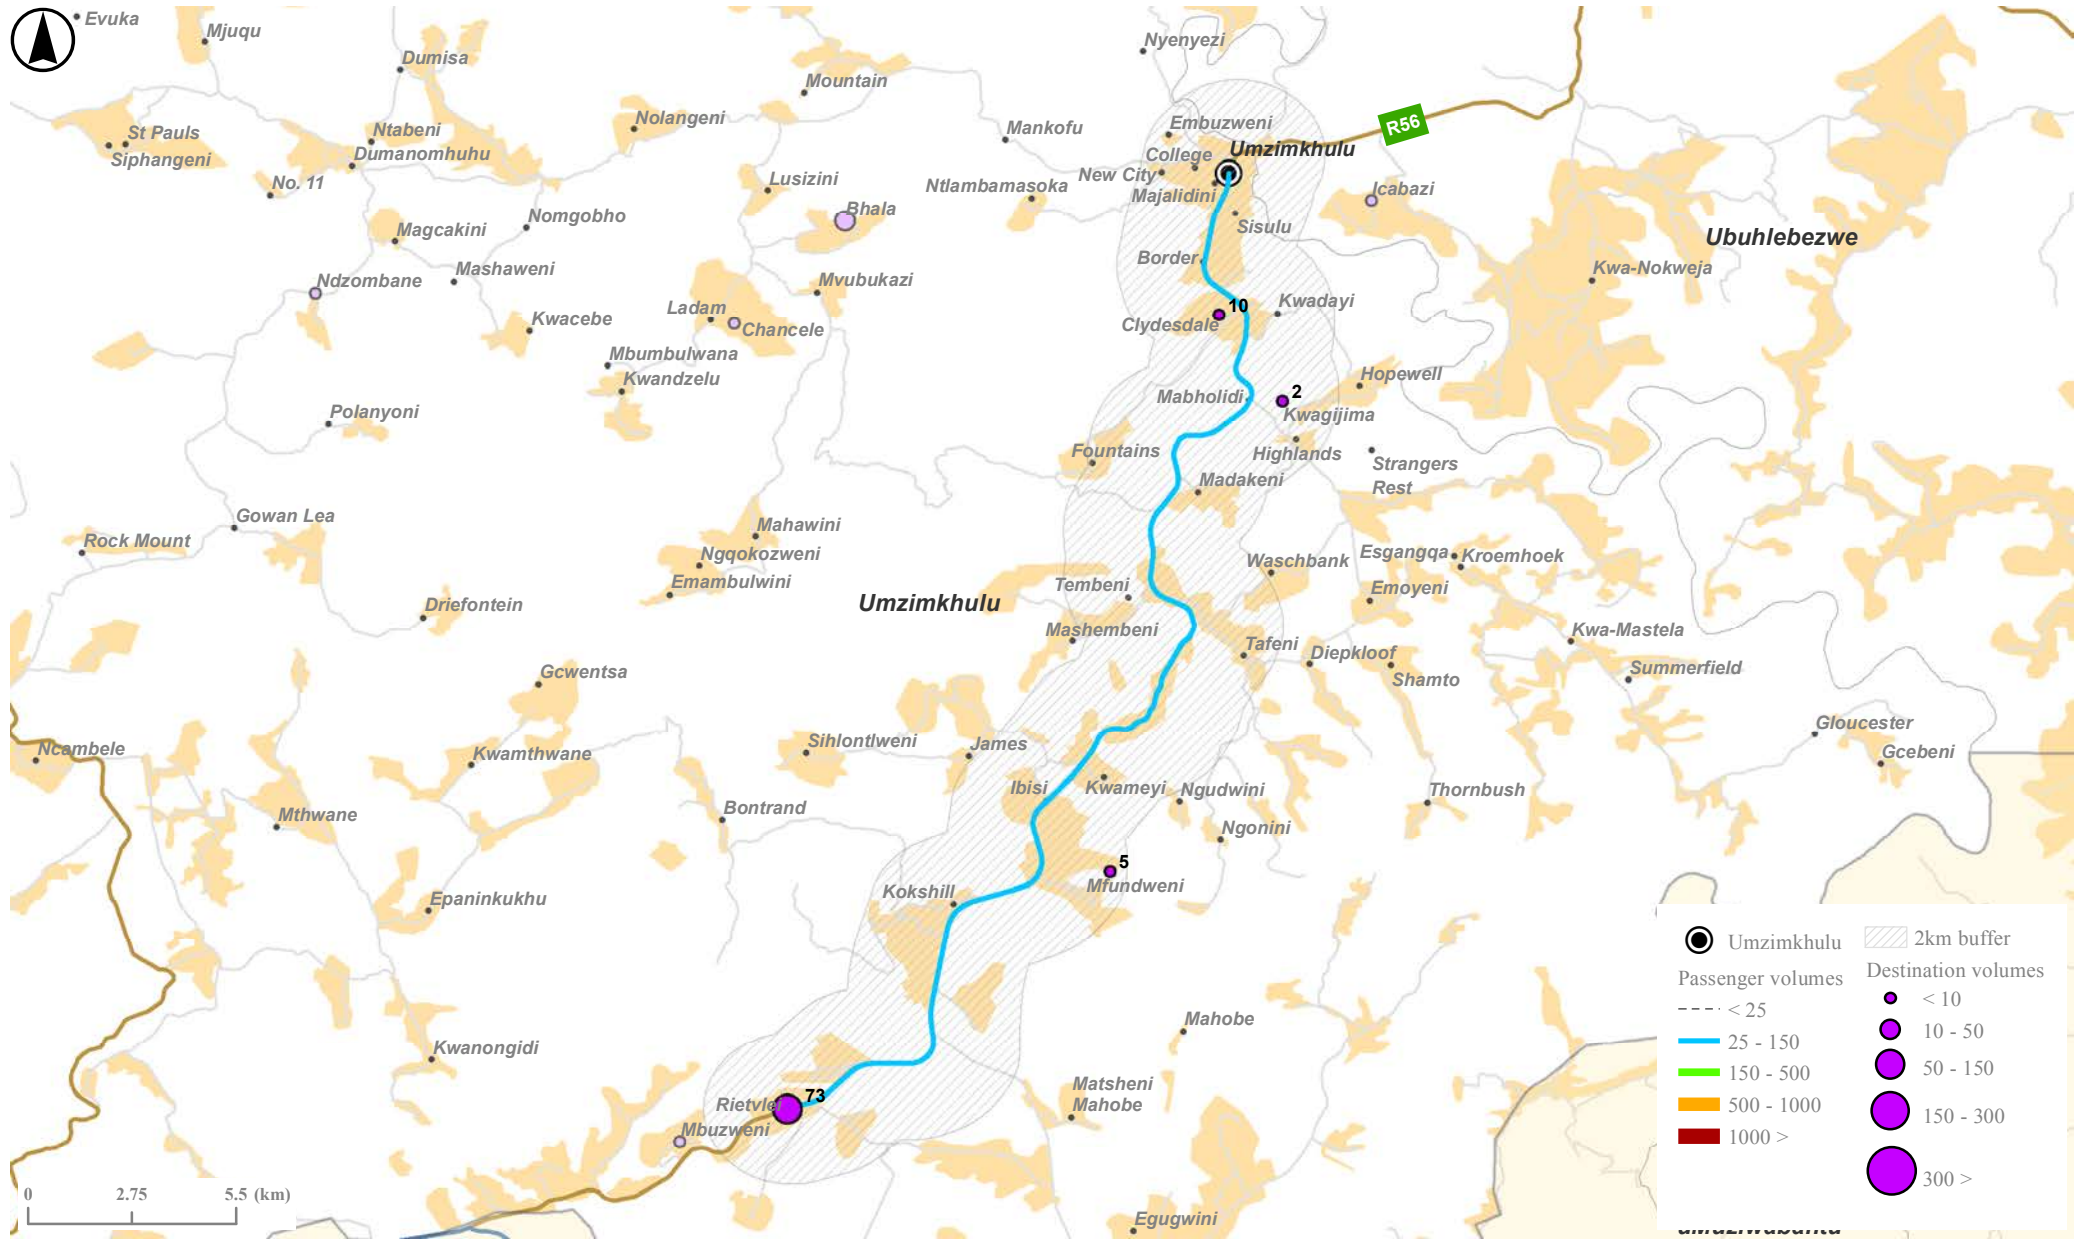 Evuka
Mjuqu
Nyenyezi
Dumisa
Mountain
Nolangeni
Mankofu
Embuzweni
R56
St Pauls
Ntabeni
Siphangeni
Dumanomhuhu
College
Umzimkhulu
No. 11
Lusizini
Ntlambamasoka
New City
Majalidini
Icabazi
Bhala
Nomgobho
Magcakini
Sisulu
Ubuhlebezwe
Border
Kwa-Nokweja
Mashaweni
Ndzombane
Mvubukazi
Ladam
Chancele
Kwacebe
10
Kwadayi
Clydesdale
Mbumbulwana
Kwandzelu
Hopewell
Mabholidi
2
Kwagijima
Polanyoni
Fountains
Highlands
Strangers
Rest
Madakeni
Gowan Lea
Mahawini
Rock Mount
Ngqokozweni
Emambulwini
Waschbank
Esgangqa
Kroemhoek
Tembeni
Emoyeni
Driefontein
Umzimkhulu
Mashembeni
Kwa-Mastela
Tafeni
Diepkloof
Summerfield
Shamto
Gcwentsa
Gloucester
Gcebeni
Ncambele
Kwamthwane
Sihlontlweni
James
Ibisi
Kwameyi
Ngudwini
Thornbush
Mthwane
Bontrand
Ngonini
5
Mfundweni
Kokshill
Epaninkukhu
Mahobe
Kwanongidi
Matsheni
Mahobe
Rietvlei
73
Mbuzweni
Egugwini
0 2.75 5.5 (km)
Umzimkhulu
2km buffer
Passenger volumes
< 25
25 - 150
150 - 500
500 - 1000
1000 >
Destination volumes
< 10
10 - 50
50 - 150
150 - 300
300 >